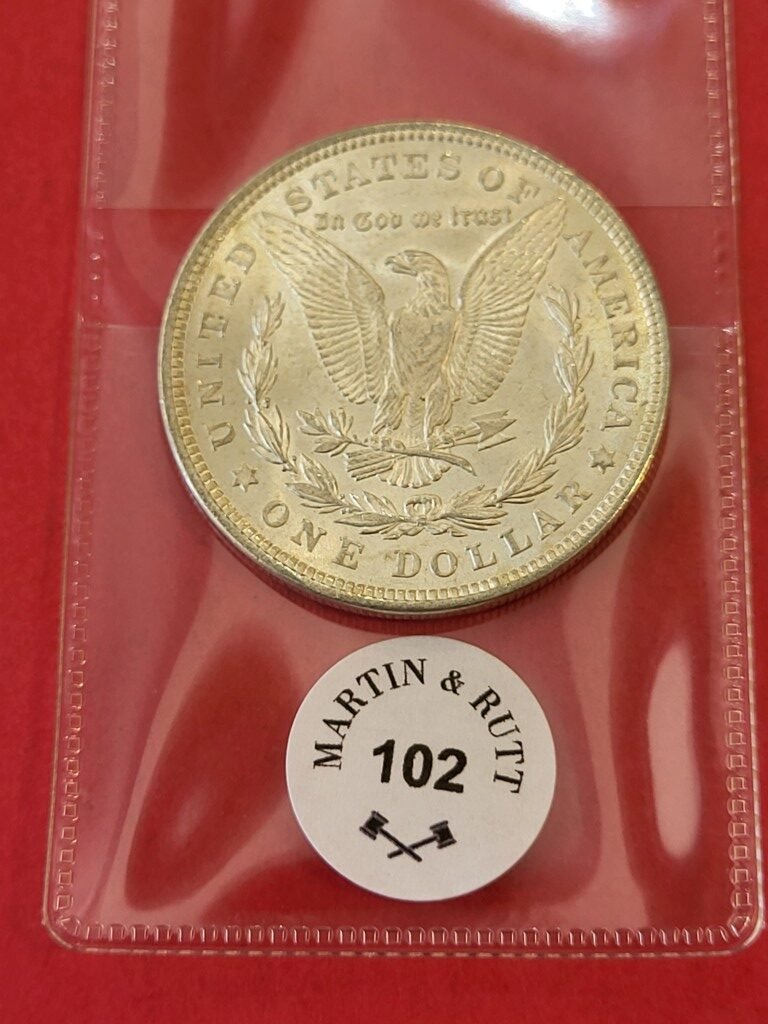 UNITED STATES OF AMERICA
In God we trust
ONE DOLLAR
MARTIN & RUTT
102